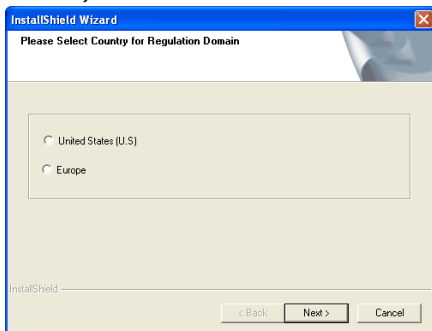 InstallShield Wizard
Please Select Country for Regulation Domain
United States (U.S)
Europe
InstallShield
< Back
Next >
Cancel